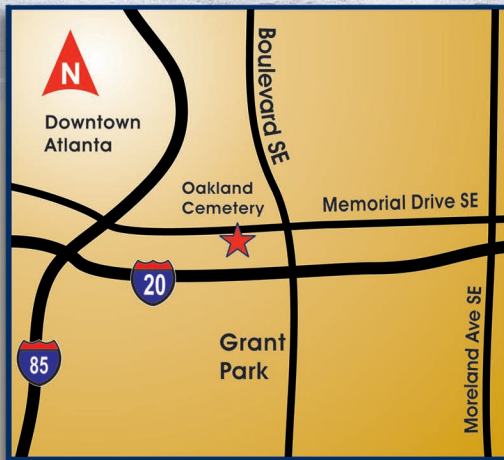 N
Downtown
Atlanta
Boulevard SE
Oakland
Cemetery
Memorial Drive SE
20
Grant
Park
85
Moreland Ave SE